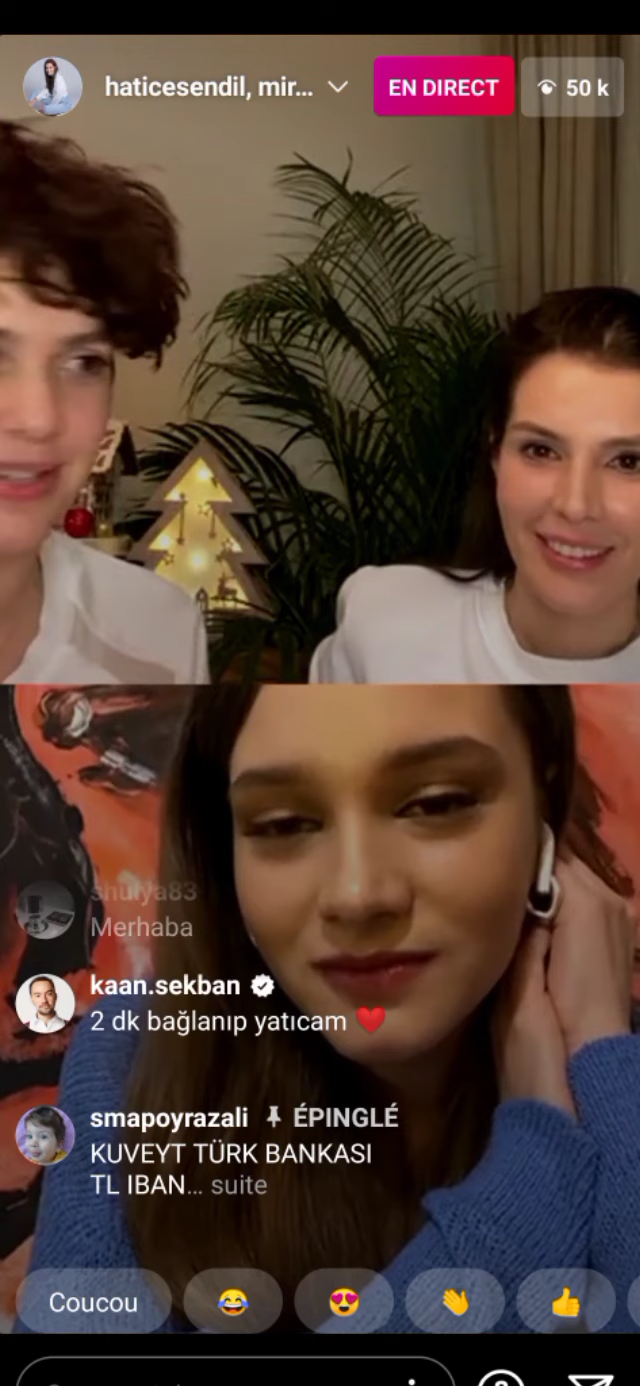 haticesendil, mir...
EN DIRECT
50 k
shulya83
Merhaba
kaan.sekban
2 dk bağlanıp yatıcam ❤️
smapoyrazali ÉPINGLÉ
KUVEYT TÜRK BANKASI
TL IBAN... suite
Coucou